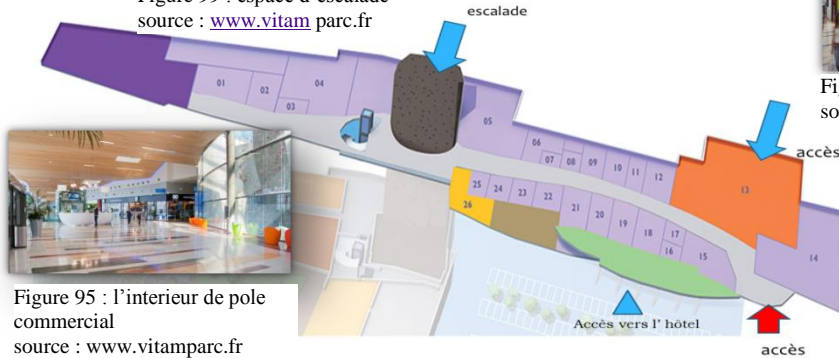 Figure 99 : espace d'escalade
source : www.vitam parc.fr
escalade
Fi
so
accès
01
02
03
04
05
06
07
08
09
10
11
12
13
14
25
24
23
22
26
21
20
19
18
17
16
15
Accès vers l' hôtel
accès
Figure 95 : l'interieur de pole
commercial
source : www.vitamparc.fr